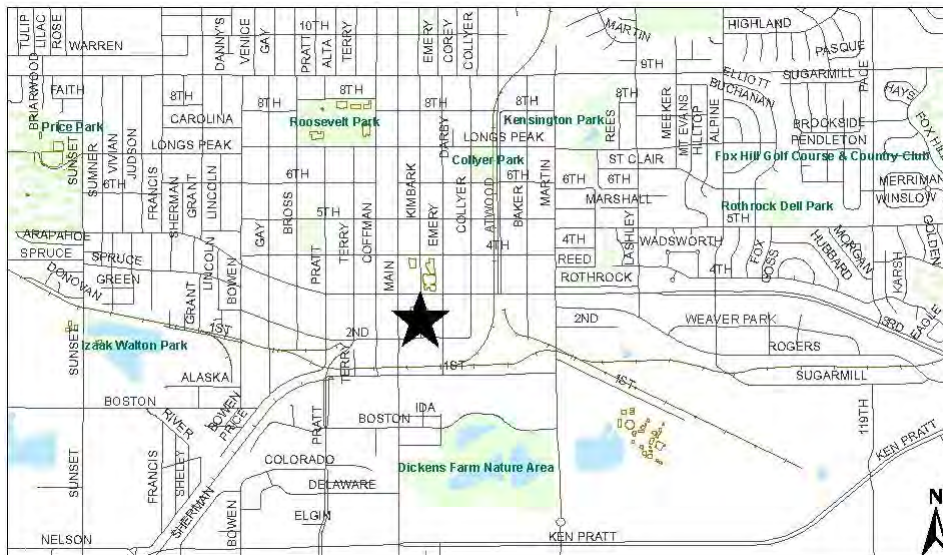 TULIP
LILAC
ROSE
WARREN
DANNY'S
VENICE
GAY
10TH
PRATT
ALTA
TERRY
EMERY
COREY
COLLYER
MARTIN
HIGHLAND
PASQUE
9TH
ELLIOTT
SUGARMILL
PACE
BUCHANAN
HAYS
FOX HILL
BRIARWOOD
FAITH
8TH
8TH
8TH
8TH
8TH
8TH
Price Park
CAROLINA
Roosevelt Park
DARBY
LONGS PEAK
Kensington Park
REES
MEEKER
MT EVANS
HILLTOP
ALPINE
BROOKSIDE
PENDLETON
SUNSET
SUMNER
VIVIAN
JUDSON
LONGS PEAK
Collyer Park
ST CLAIR
Fox Hill Golf Course & Country Club
6TH
FRANCIS
SHERMAN
GRANT
LINCOLN
6TH
6TH
KIMBARK
COLLYER
ATWOOD
6TH
BAKER
MARTIN
6TH
6TH
MARSHALL
MERRIMAN
WINSLOW
Rothrock Dell Park
GAY
BROSS
5TH
PRATT
TERRY
COFFMAN
EMERY
4TH
4TH
REED
LASHLEY
WADSWORTH
5TH
FOX
GOSS
HUBBARD
MORGAN
GOLDEN
ARAPAHOE
SPRUCE
SPRUCE
DONOVAN
GREEN
LINCOLN
GRANT
BOWEN
MAIN
ROTHROCK
4TH
KARSH
EAGLE
3RD
1ST
2ND
2ND
WEAVER PARK
Izaak Walton Park
SUNSET
TERRY
1ST
1ST
ROGERS
SUGARMILL
ALASKA
BOSTON
RIVER
BOWEN
PRICE
PRATT
BOSTON
IDA
119TH
KEN PRATT
SUNSET
FRANCIS
SHELEY
SHERMAN
COLORADO
DELAWARE
BOWEN
ELGIN
Dickens Farm Nature Area
NELSON
KEN PRATT
N